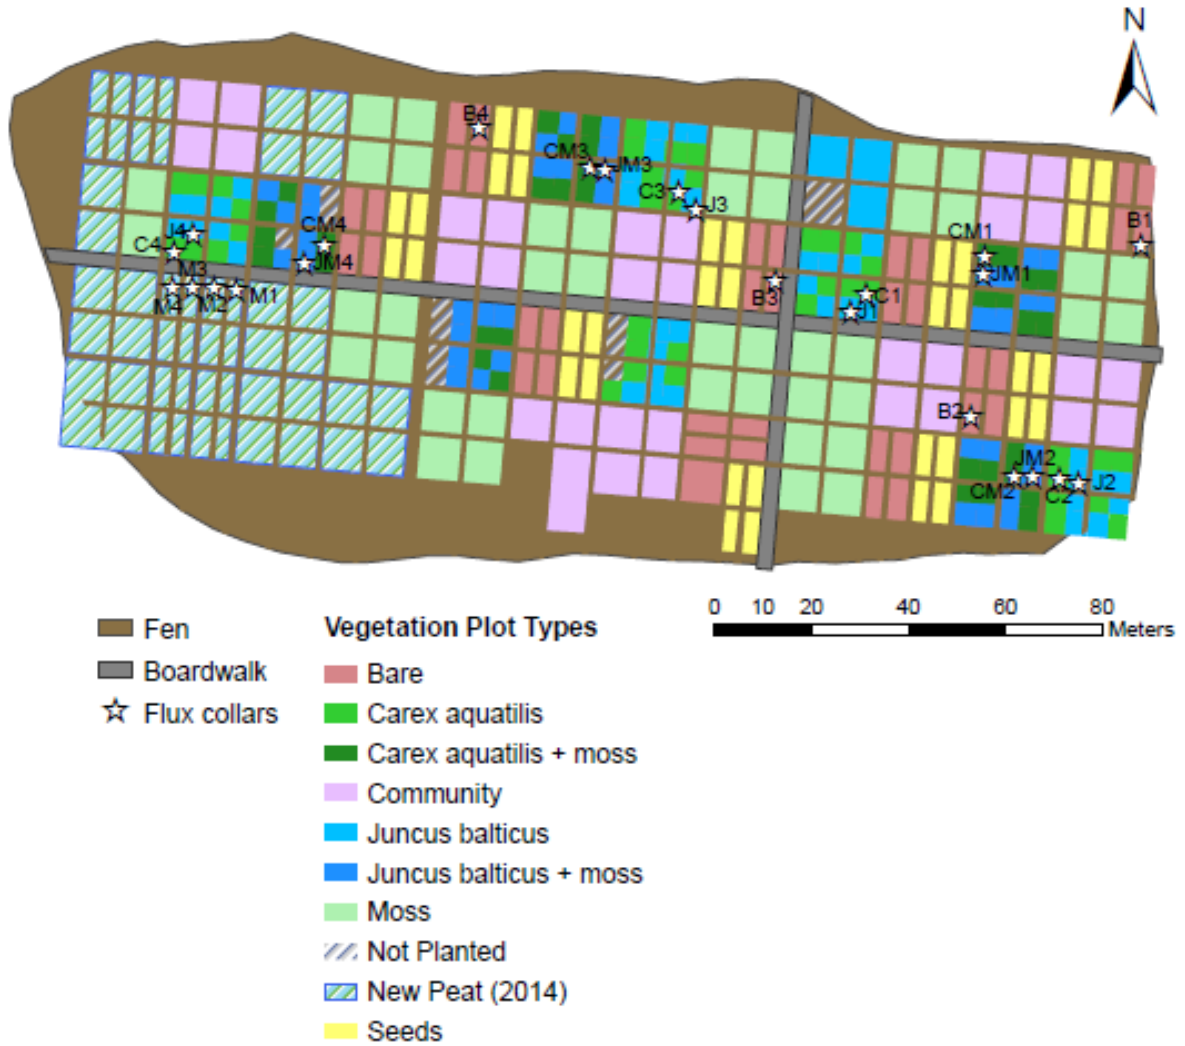 N
B4
CM3
JM3
C3
J3
B1
CM1
JM1
J4
C4
CM4
JM4
M3
M4
M2
M1
B3
C1
J1
B2
JM2
CM2
C2
J2
0 10 20 40 60 80
Meters
Fen
Boardwalk
Flux collars
Vegetation Plot Types
Bare
Carex aquatilis
Carex aquatilis + moss
Community
Juncus balticus
Juncus balticus + moss
Moss
Not Planted
New Peat (2014)
Seeds